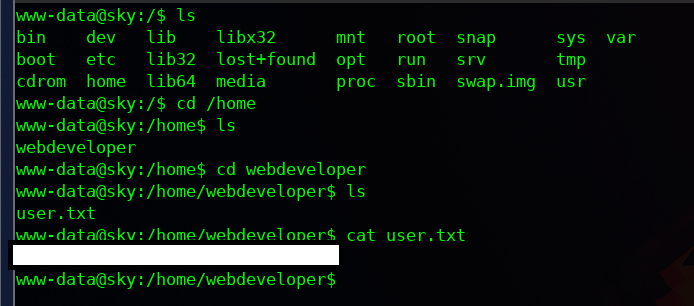 www-data@sky:/$ ls
bin dev lib libx32 mnt root snap sys var
boot etc lib32 lost+found opt run srv tmp
cdrom home lib64 media proc sbin swap.img usr
www-data@sky:/$ cd /home
www-data@sky:/home$ ls
webdeveloper
www-data@sky:/home$ cd webdeveloper
www-data@sky:/home/webdeveloper$ ls
user.txt
www-data@sky:/home/webdeveloper$ cat user.txt
www-data@sky:/home/webdeveloper$